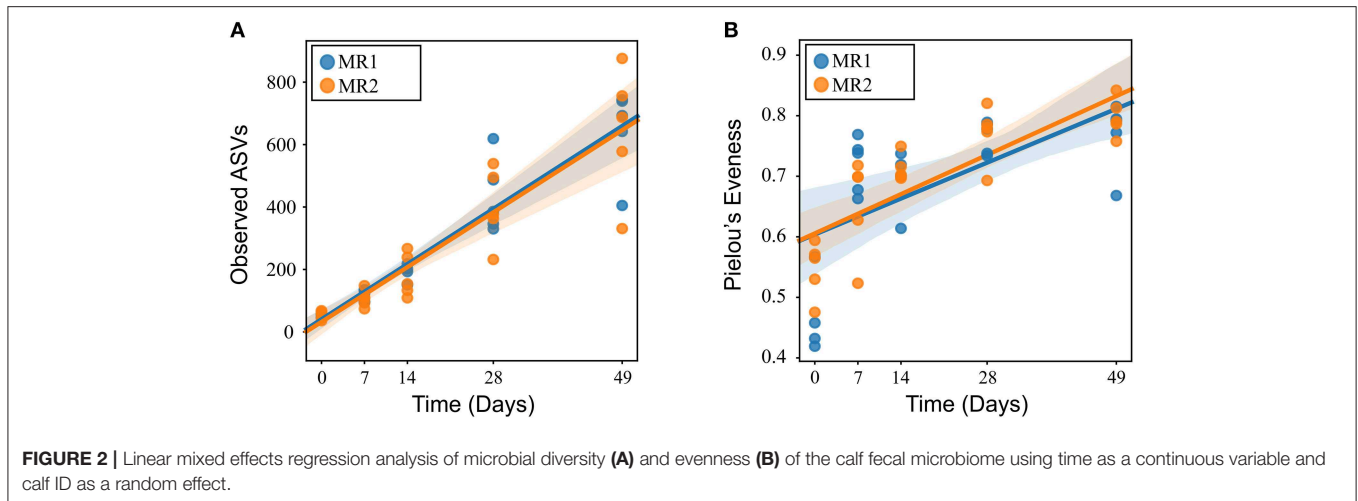 A
MR1
MR2
800
600
400
200
0
Observed ASVs
0 7 14 28 49
Time (Days)
B
MR1
MR2
0.9
0.8
0.7
0.6
0.5
0.4
Pielou's Eveness
0 7 14 28 49
Time (Days)
FIGURE 2 | Linear mixed effects regression analysis of microbial diversity (A) and evenness (B) of the calf fecal microbiome using time as a continuous variable and
calf ID as a random effect.